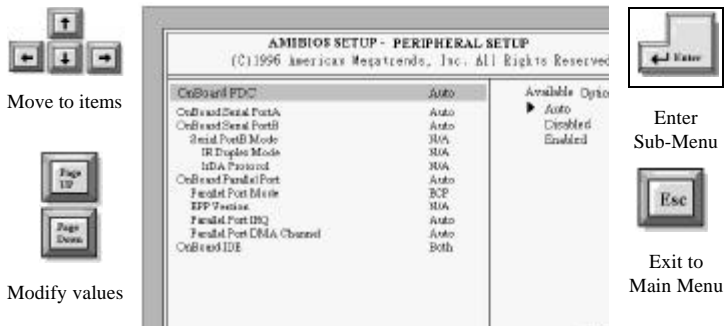 Move to items
Page
UP
Page
Down
Modify values
AMIBIOS SETUP - PERIPHERAL SETUP
(C)1996 American Megatrends, Inc. All Rights Reserved
OnBoard FDC Auto
OnBoard Serial PortA Auto
OnBoard Serial PortB Auto
Serial PortB Mode N/A
IR Duplex Mode N/A
IrDA Protocol N/A
OnBoard Parallel Port Auto
Parallel Port Mode ECP
EPP Version N/A
Parallel Port IRQ Auto
Parallel Port DMA Channel Auto
OnBoard IDE Both
Available Optio
Auto
Disabled
Enabled
Enter
Enter
Sub-Menu
Esc
Exit to
Main Menu